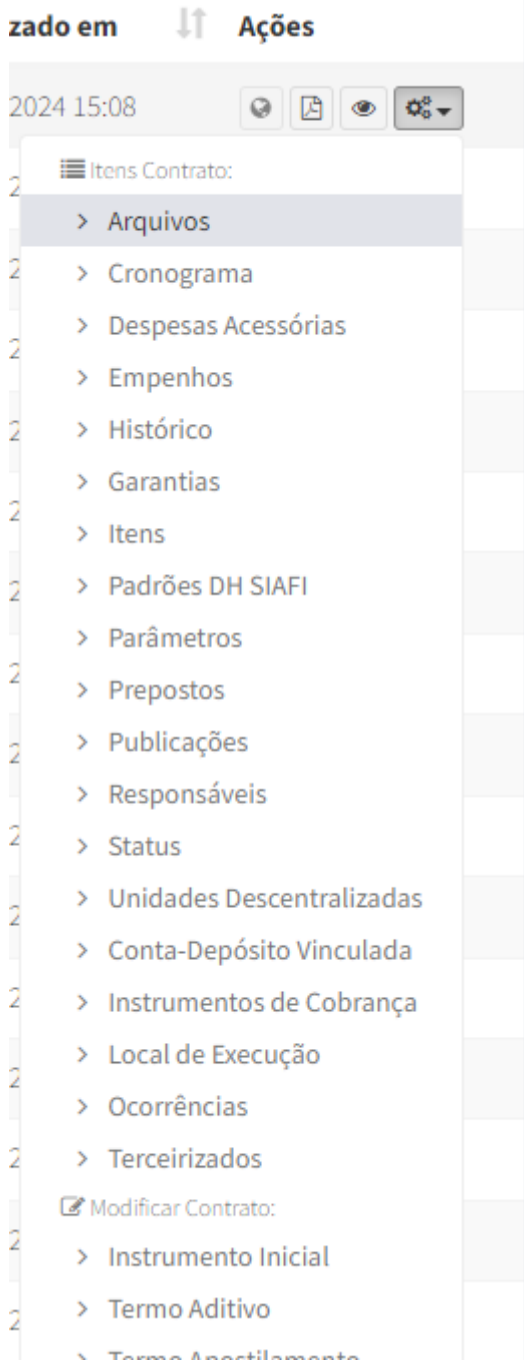 zado em Ações
2024 15:08
Itens Contrato:
Arquivos
Cronograma
Despesas Acessórias
Empenhos
Histórico
Garantias
Itens
Padrões DH SIAFI
Parâmetros
Prepostos
Publicações
Responsáveis
Status
Unidades Descentralizadas
Conta-Depósito Vinculada
Instrumentos de Cobrança
Local de Execução
Ocorrências
Terceirizados
Modificar Contrato:
Instrumento Inicial
Termo Aditivo
Termo Apostilamento